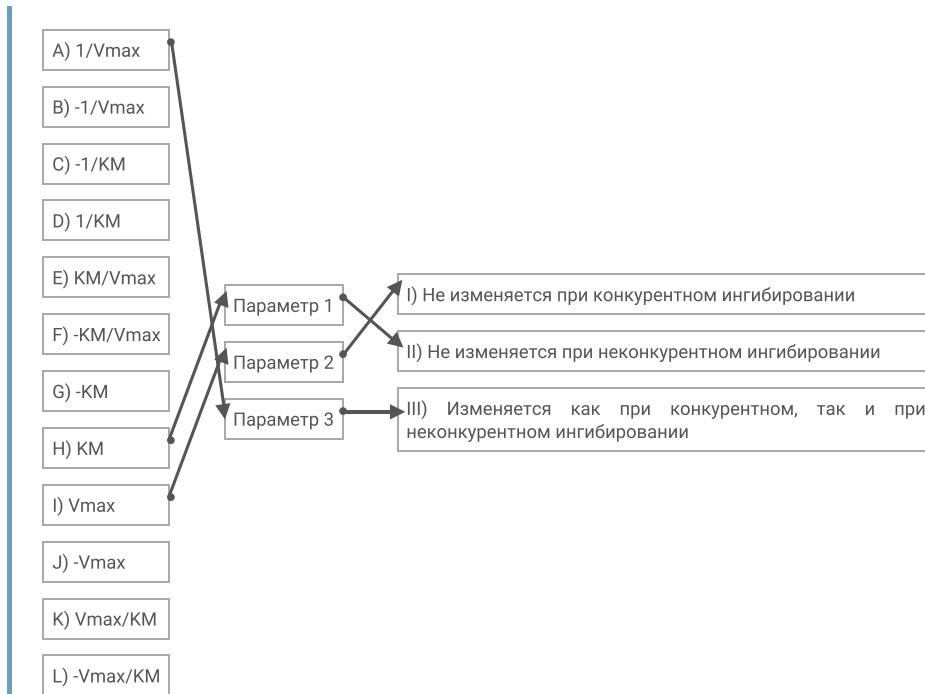 A) 1/Vmax
B) -1/Vmax
C) -1/KM
D) 1/KM
E) KM/Vmax
F) -KM/Vmax
G) -KM
H) KM
I) Vmax
J) -Vmax
K) Vmax/KM
L) -Vmax/KM
Параметр 1
Параметр 2
Параметр 3
I) Не изменяется при конкурентном ингибировании
II) Не изменяется при неконкурентном ингибировании
III) Изменяется как при конкурентном, так и при
неконкурентном ингибировании